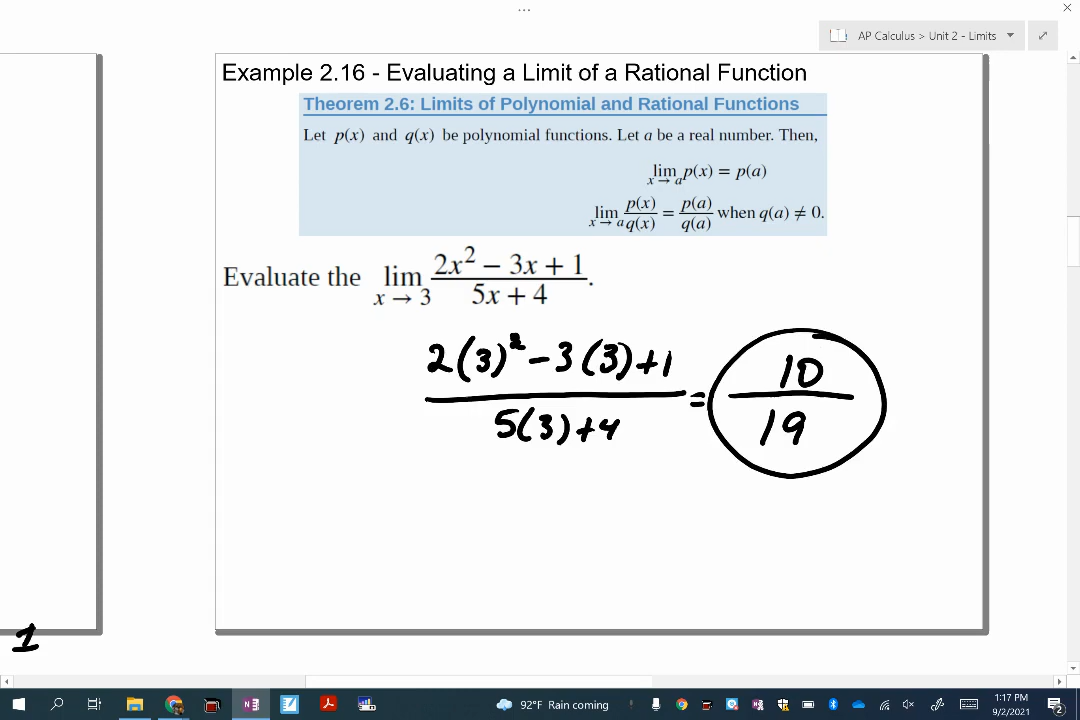 ...
AP Calculus > Unit 2 - Limits
Example 2.16 - Evaluating a Limit of a Rational Function
Theorem 2.6: Limits of Polynomial and Rational Functions
Let p(x) and q(x) be polynomial functions. Let a be a real number. Then,
lim x → a p(x) = p(a)
lim x → a p(x)/q(x) = p(a)/q(a) when q(a) ≠ 0.
Evaluate the lim x → 3 (2x² − 3x + 1)/(5x + 4).
(2(3)² − 3(3) + 1)/(5(3) + 4) = 10/19
1
92°F Rain coming
1:17 PM
9/2/2021
2